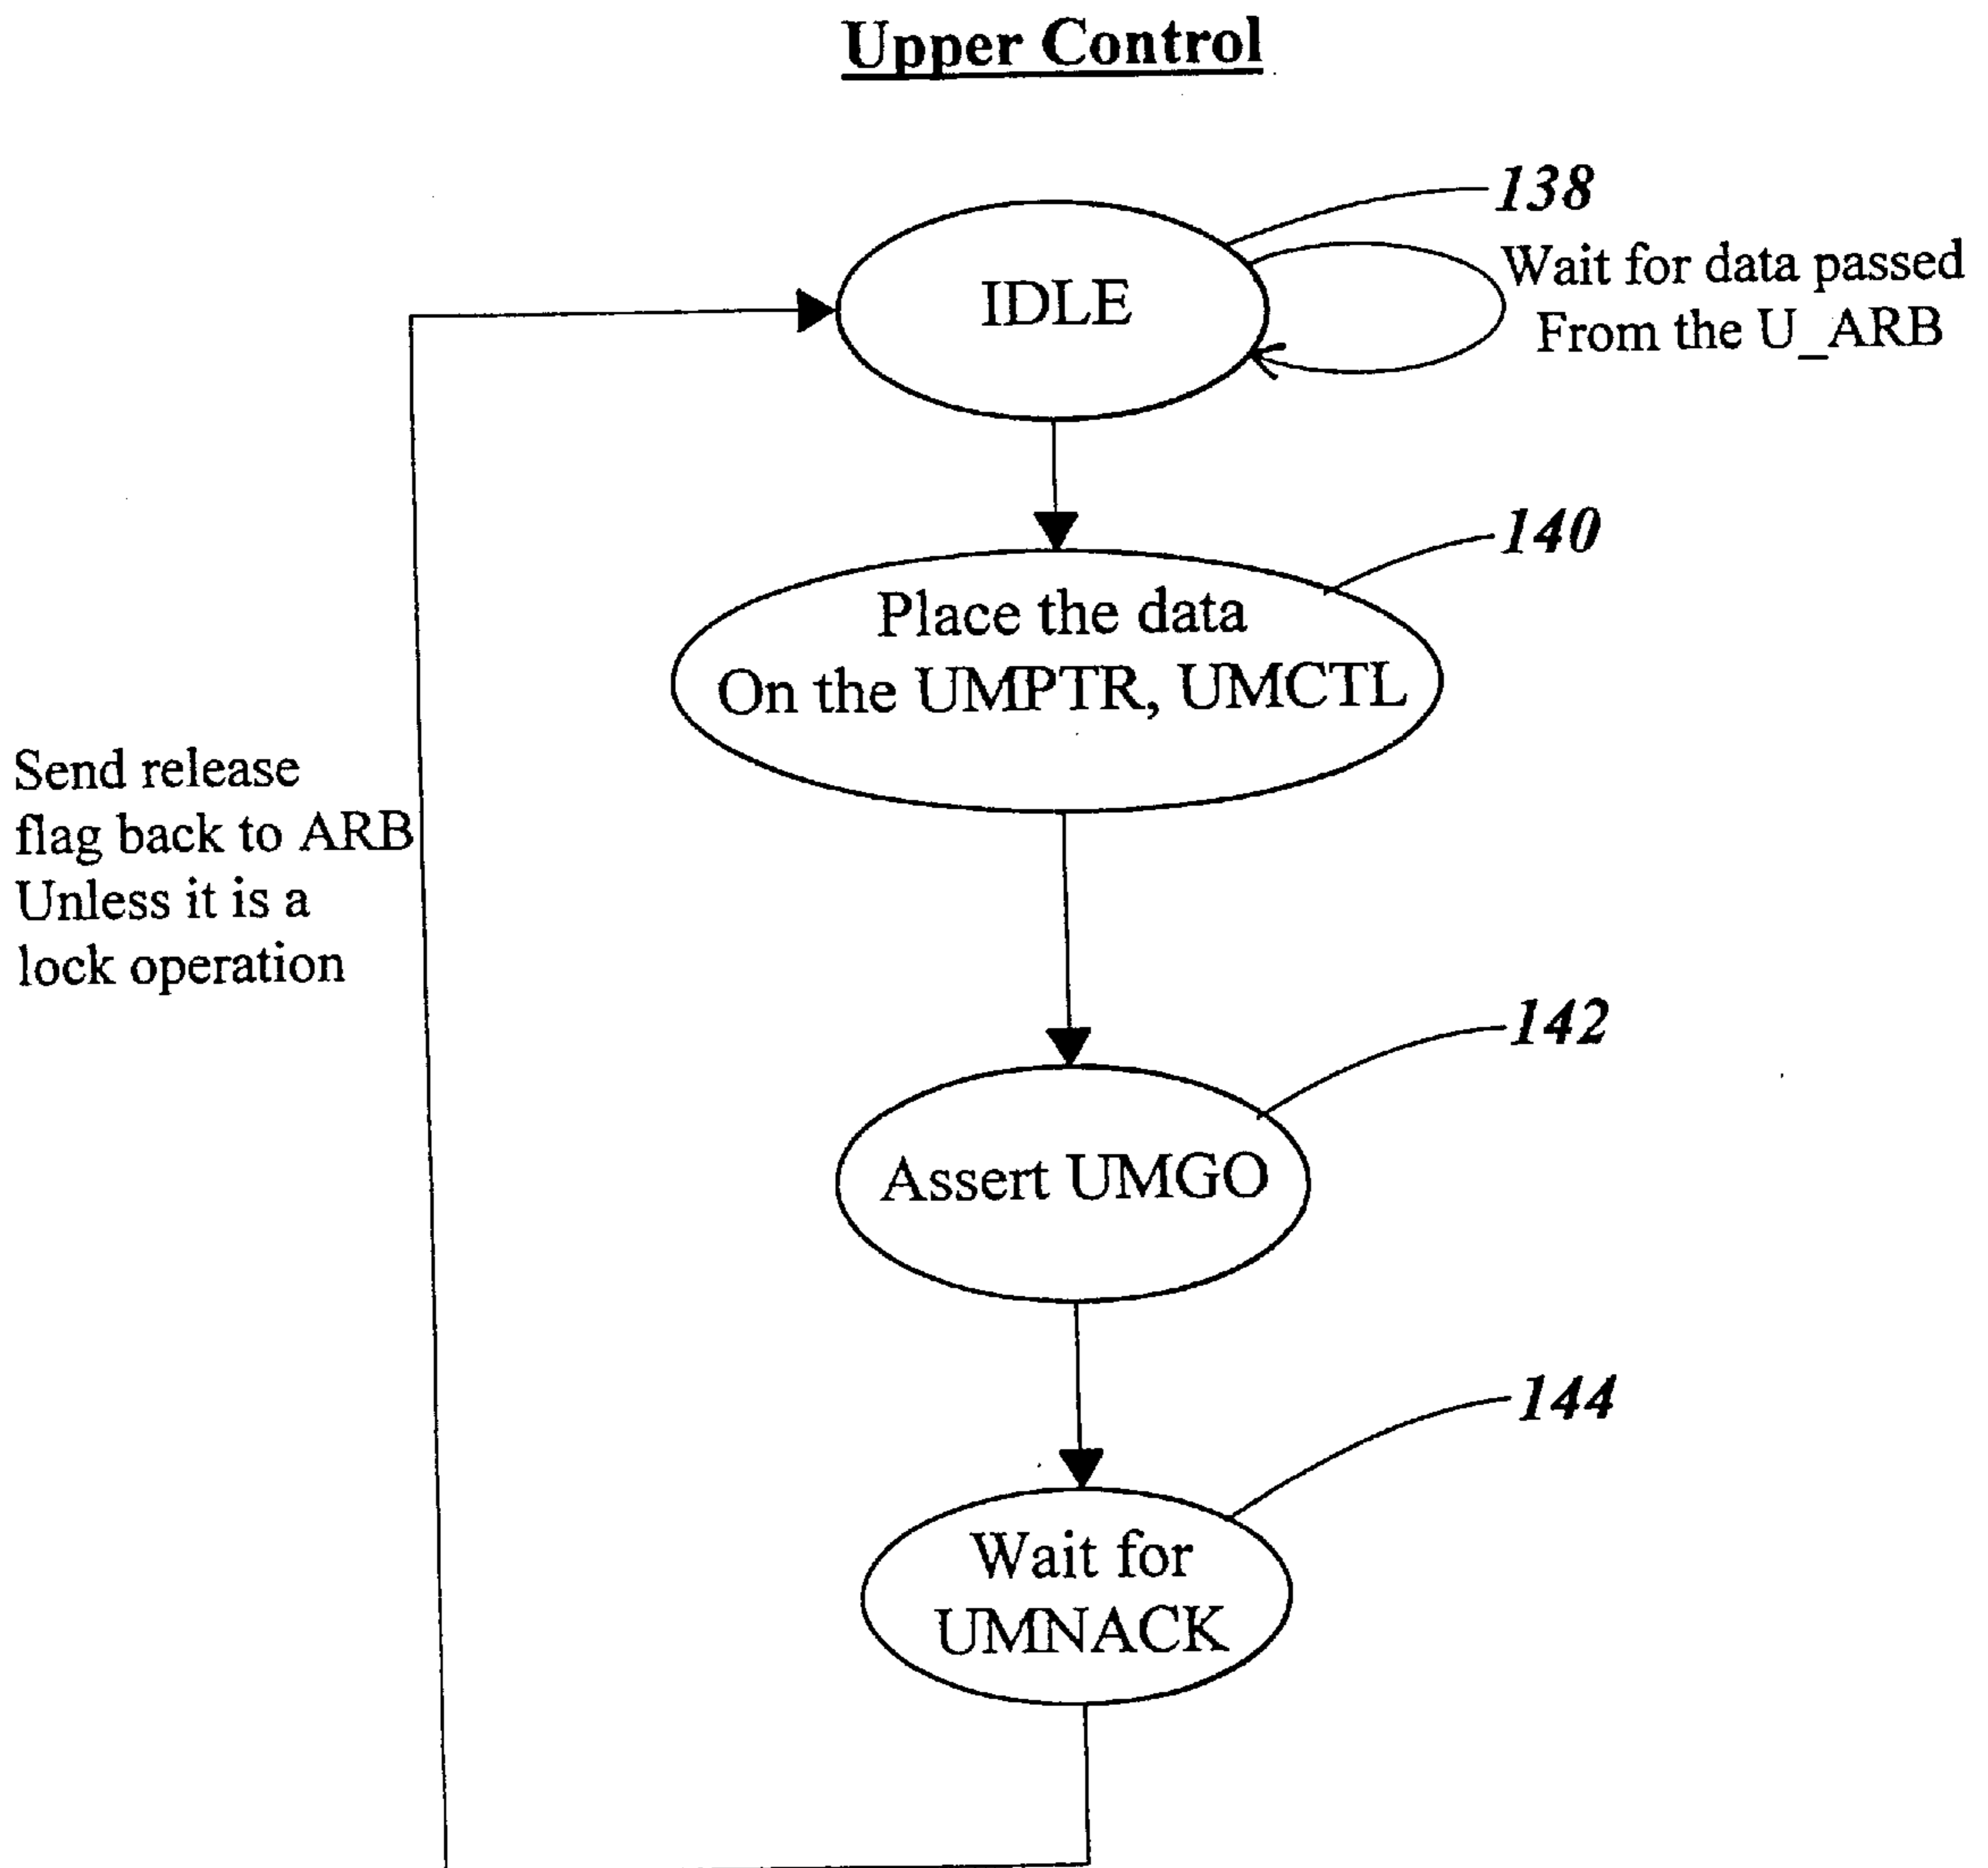 Upper Control
138
IDLE
Wait for data passed
From the U_ARB
140
Place the data
On the UMPTR, UMCTL
Send release
flag back to ARB
Unless it is a
lock operation
142
Assert UMGO
144
Wait for
UMNACK